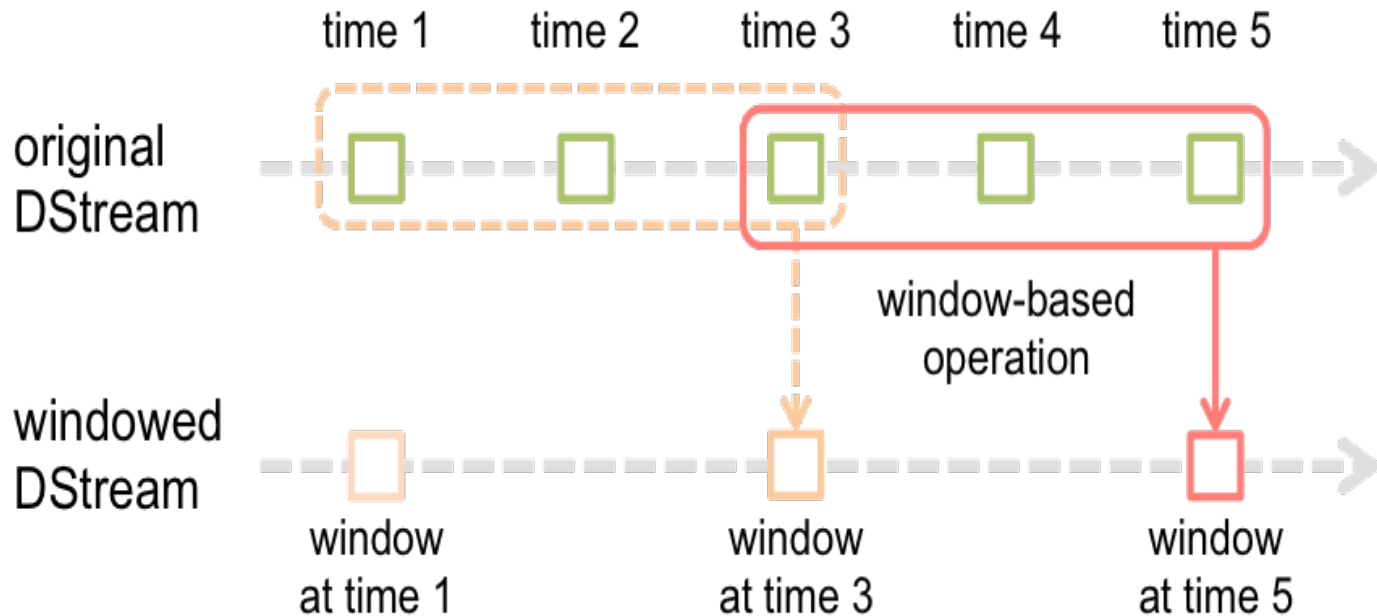 time 1 time 2 time 3 time 4 time 5
original
DStream
window-based
operation
windowed
DStream
window window window
at time 1 at time 3 at time 5